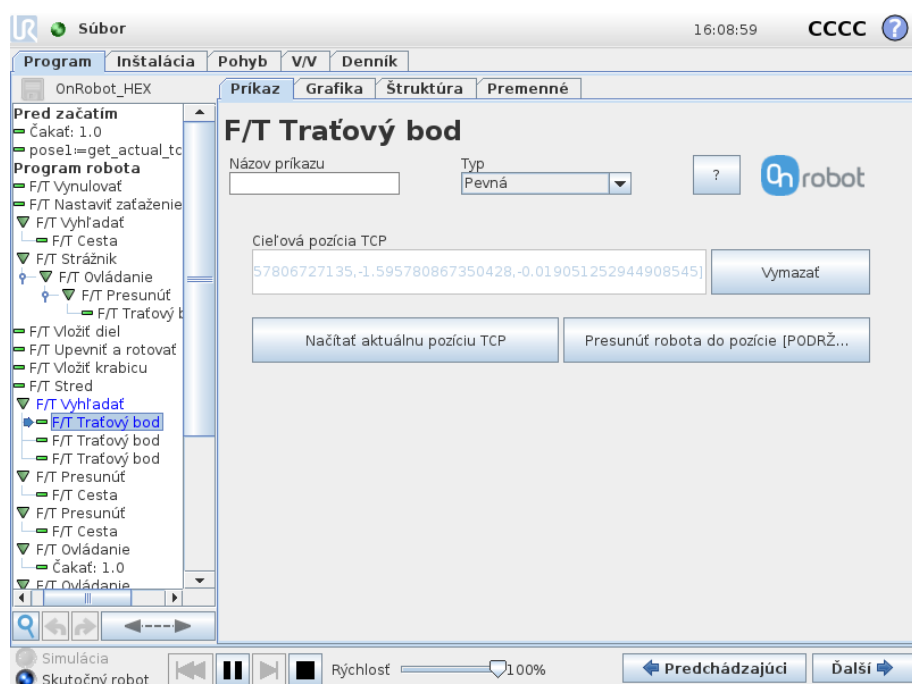 Súbor
16:08:59
CCCC
?
Program
Inštalácia
Pohyb
V/V
Denník
OnRobot_HEX
Príkaz
Grafika
Štruktúra
Premenné
Pred začatím
Čakať: 1.0
pose1:=get_actual_tc
Program robota
F/T Vynulovať
F/T Nastaviť zaťaženie
F/T Vyhľadať
F/T Cesta
F/T Strážnik
F/T Ovládanie
F/T Presunúť
F/T Traťový b
F/T Vložiť diel
F/T Upevniť a rotovať
F/T Vložiť krabicu
F/T Stred
F/T Vyhľadať
F/T Traťový bod
F/T Traťový bod
F/T Traťový bod
F/T Presunúť
F/T Cesta
F/T Presunúť
F/T Cesta
F/T Ovládanie
Čakať: 1.0
F/T Ovládanie
F/T Traťový bod
Názov príkazu
Typ
Pevná
?
On robot
Cieľová pozícia TCP
57806727135,-1.595780867350428,-0.019051252944908545]
Vymazať
Načítať aktuálnu pozíciu TCP
Presunúť robota do pozície [PODRŽ...
Simulácia
Skutočný robot
Rýchlosť
100%
Predchádzajúci
Ďalší